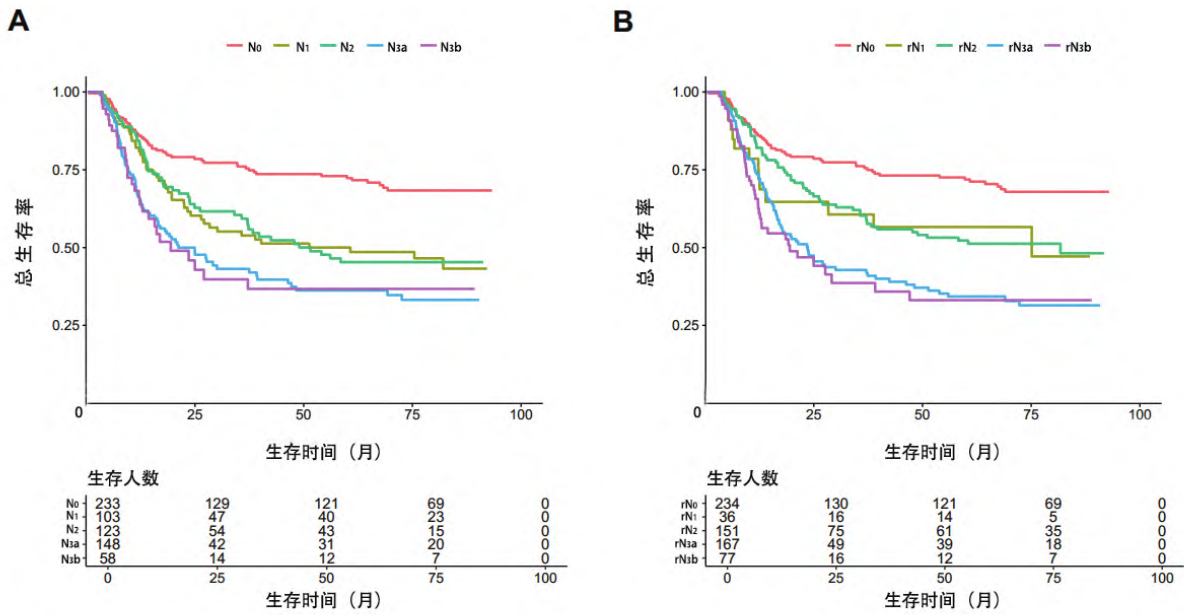 A
N0 N1 N2 N3a N3b
1.00
0.75
0.50
0.25
0
25 50 75 100
总生存率
生存时间（月）
生存人数
N0 233 129 121 69 0
N1 103 47 40 23 0
N2 123 54 43 15 0
N3a 148 42 31 20 0
N3b 58 14 12 7 0
0 25 50 75 100
生存时间（月）
B
rN0 rN1 rN2 rN3a rN3b
1.00
0.75
0.50
0.25
0
25 50 75 100
总生存率
生存时间（月）
生存人数
rN0 234 130 121 69 0
rN1 36 16 14 5 0
rN2 151 75 61 35 0
rN3a 167 49 39 18 0
rN3b 77 16 12 7 0
0 25 50 75 100
生存时间（月）